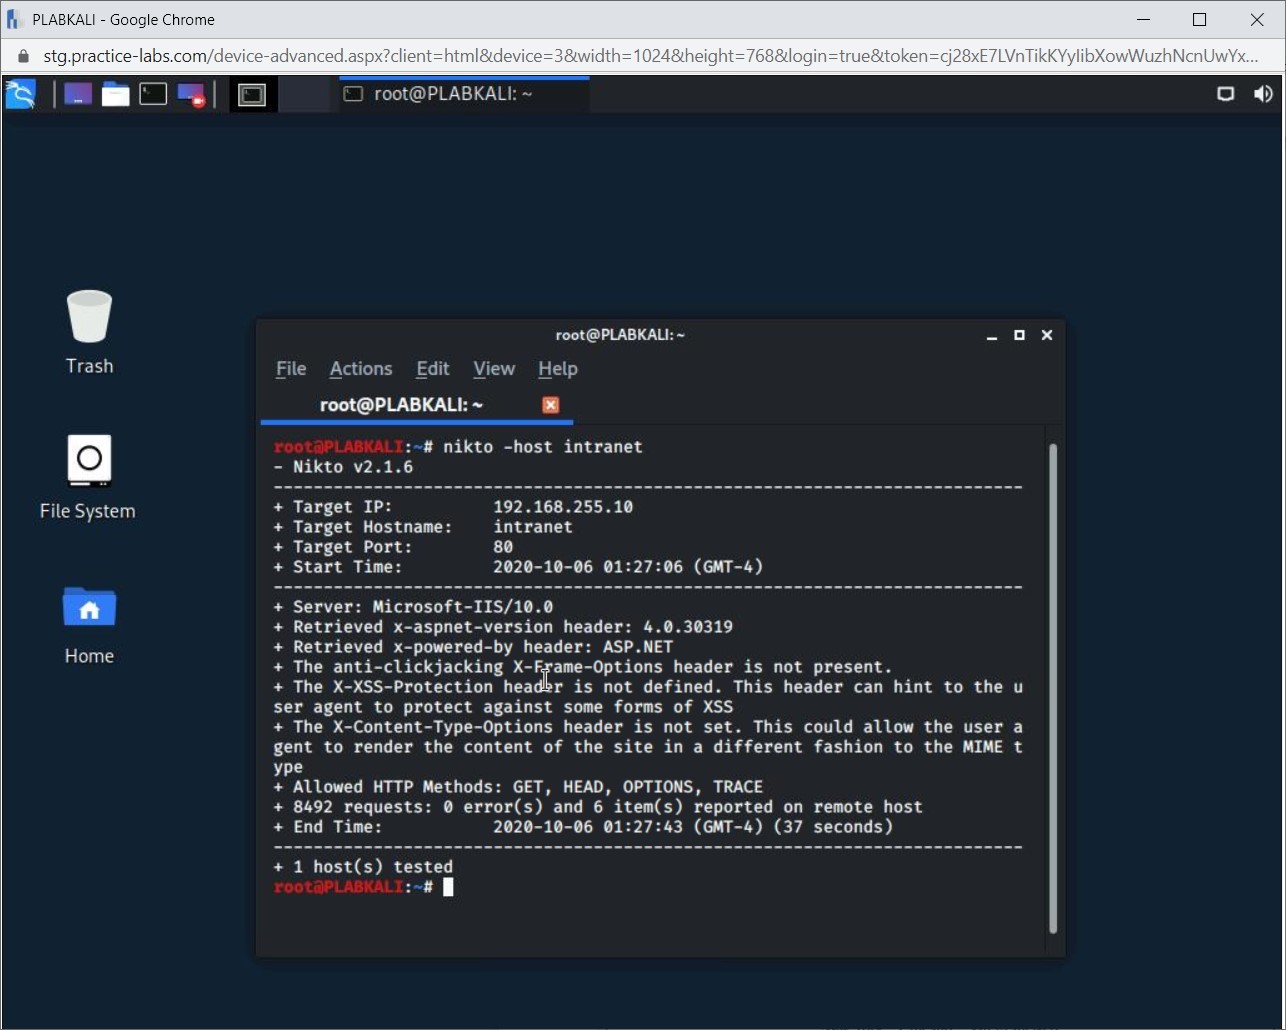 PLABKALI - Google Chrome
stg.practice-labs.com/device-advanced.aspx?client=html&device=3&width=1024&height=768&login=true&token=cj28xE7LVnTikKYylibXowWuzhNcnUwYx...
root@PLABKALI: ~
Trash
File System
Home
root@PLABKALI: ~
File Actions Edit View Help
root@PLABKALI: ~
root@PLABKALI:~# nikto -host intranet
- Nikto v2.1.6
---------------------------------------------------------------------------
+ Target IP:          192.168.255.10
+ Target Hostname:    intranet
+ Target Port:        80
+ Start Time:         2020-10-06 01:27:06 (GMT-4)
---------------------------------------------------------------------------
+ Server: Microsoft-IIS/10.0
+ Retrieved x-aspnet-version header: 4.0.30319
+ Retrieved x-powered-by header: ASP.NET
+ The anti-clickjacking X-Frame-Options header is not present.
+ The X-XSS-Protection header is not defined. This header can hint to the u
ser agent to protect against some forms of XSS
+ The X-Content-Type-Options header is not set. This could allow the user a
gent to render the content of the site in a different fashion to the MIME t
ype
+ Allowed HTTP Methods: GET, HEAD, OPTIONS, TRACE
+ 8492 requests: 0 error(s) and 6 item(s) reported on remote host
+ End Time:           2020-10-06 01:27:43 (GMT-4) (37 seconds)
---------------------------------------------------------------------------
+ 1 host(s) tested
root@PLABKALI:~#